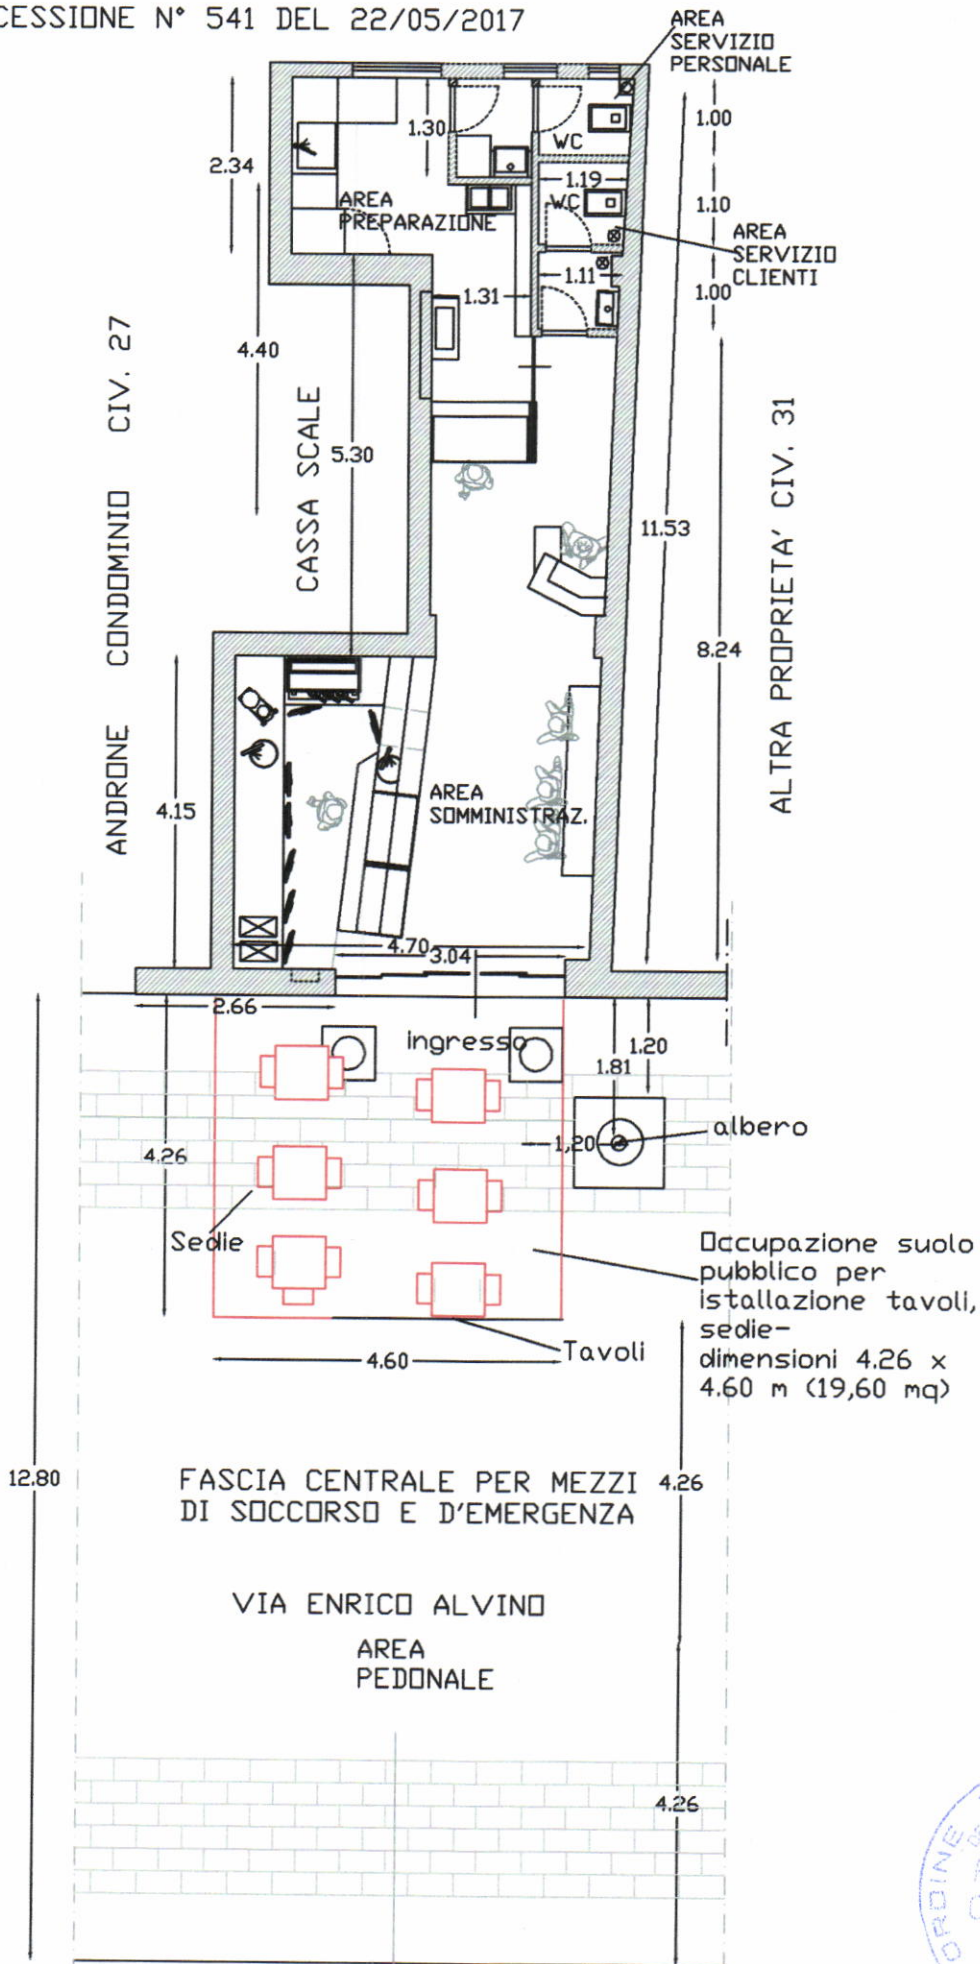 CESSIONE N° 541 DEL 22/05/2017
AREA
SERVIZIO
PERSONALE
1.00
1.30
WC
2.34
1.19
WC
1.10
AREA
PREPARAZIONE
AREA
SERVIZIO
CLIENTI
1.11
1.00
1.31
4.40
5.30
CASSA SCALE
ANDRONE CONDOMINIO CIV. 27
11.53
8.24
ALTRA PROPRIETA' CIV. 31
4.15
AREA
SOMMINISTRAZ.
4.70
3.04
2.66
Ingresso
1.20
1.81
albero
1,20
4.26
Sedie
Occupazione suolo
pubblico per
istallazione tavoli,
sedie-
dimensioni 4.26 x
4.60 m (19,60 mq)
Tavoli
4.60
12.80
FASCIA CENTRALE PER MEZZI
DI SOCCORSO E D'EMERGENZA
4.26
VIA ENRICO ALVINO
AREA
PEDONALE
4.26
ORDINE